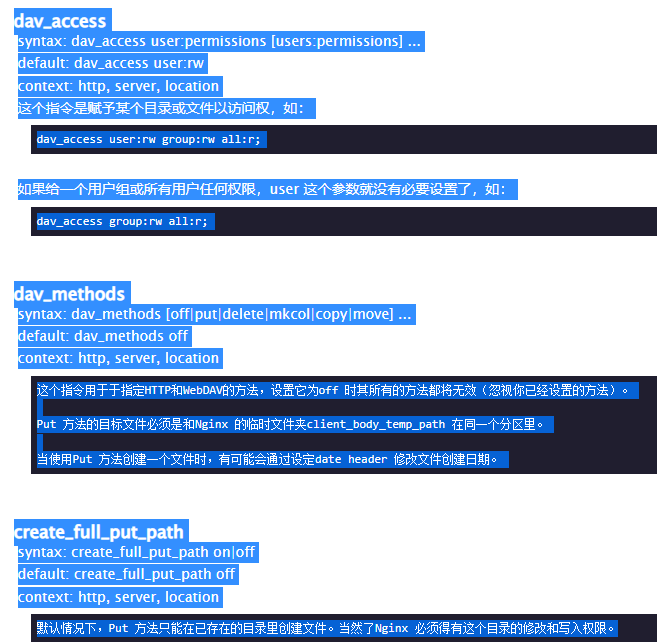 dav_access
syntax: dav_access user:permissions [users:permissions] ...
default: dav_access user:rw
context: http, server, location
这个指令是赋予某个目录或文件以访问权，如：
dav_access user:rw group:rw all:r;
如果给一个用户组或所有用户任何权限，user 这个参数就没有必要设置了，如：
dav_access group:rw all:r;
dav_methods
syntax: dav_methods [off|put|delete|mkcol|copy|move] ...
default: dav_methods off
context: http, server, location
这个指令用于于指定HTTP和WebDAV的方法，设置它为off 时其所有的方法都将无效（忽视你已经设置的方法）。
Put 方法的目标文件必须是和Nginx 的临时文件夹client_body_temp_path 在同一个分区里。
当使用Put 方法创建一个文件时，有可能会通过设定date header 修改文件创建日期。
create_full_put_path
syntax: create_full_put_path on|off
default: create_full_put_path off
context: http, server, location
默认情况下，Put 方法只能在已存在的目录里创建文件。当然了Nginx 必须得有这个目录的修改和写入权限。